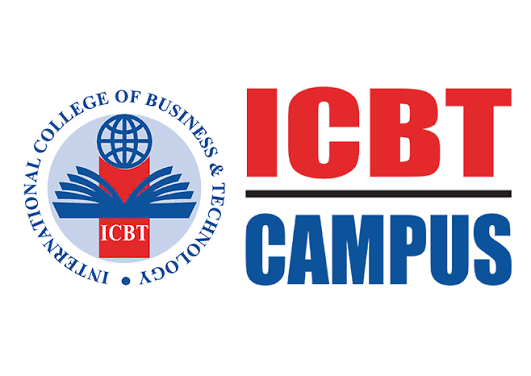 INTERNATIONAL COLLEGE OF BUSINESS & TECHNOLOGY •
ICBT
ICBT
CAMPUS